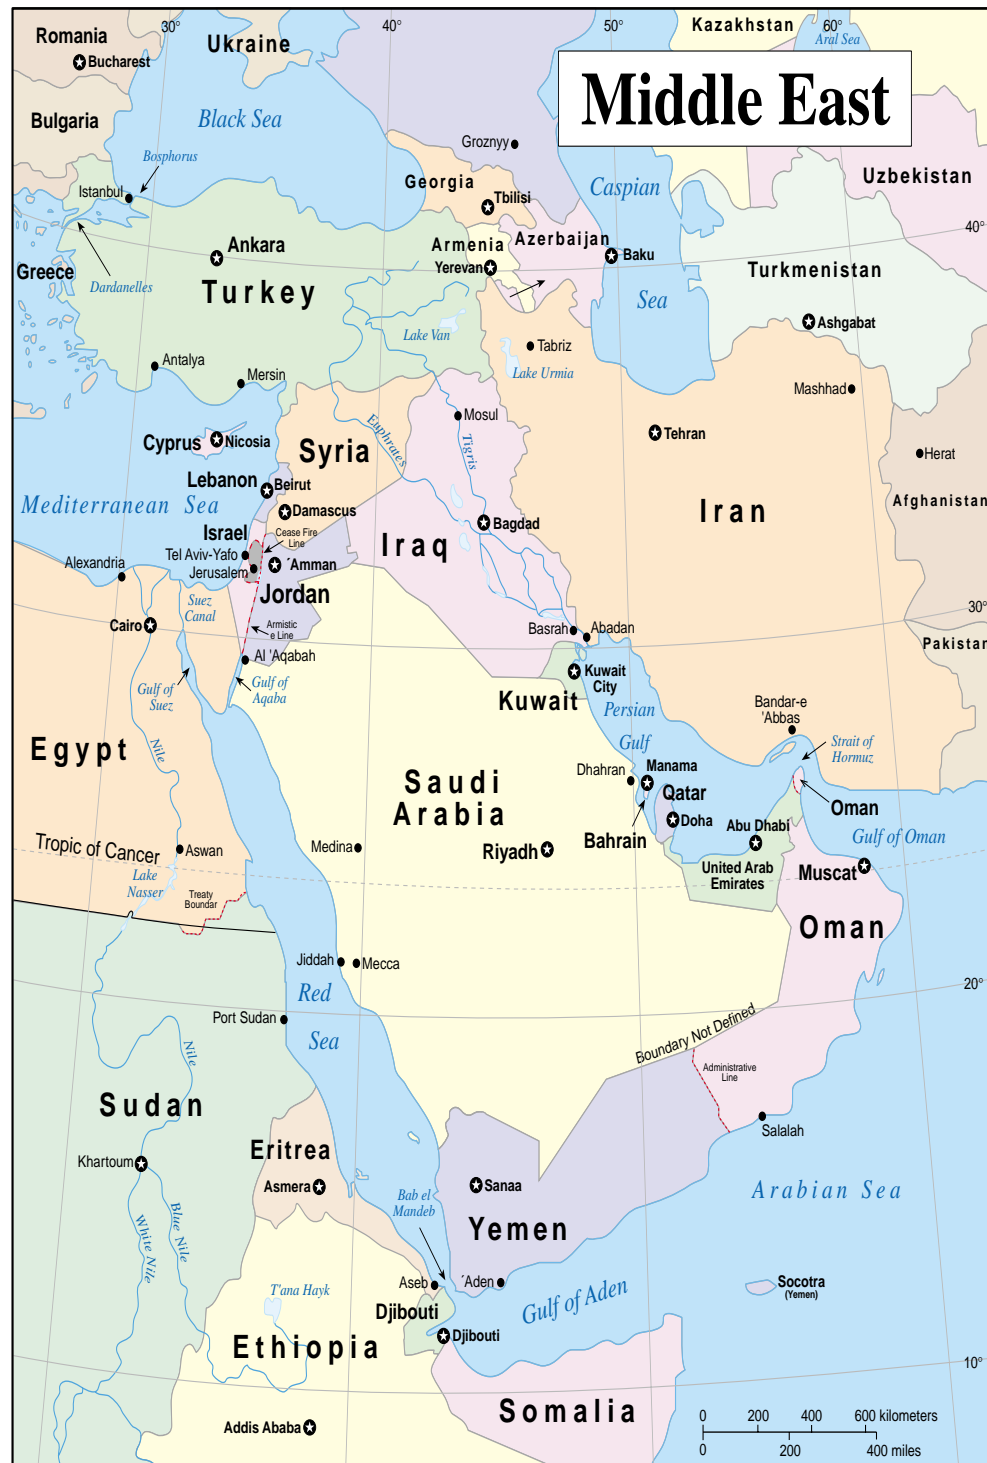 30°
40°
50°
60°
Kazakhstan
Aral Sea
Romania
Bucharest
Ukraine
Middle East
Bulgaria
Black Sea
Groznyy
Bosphorus
Georgia
Tbilisi
Caspian
Sea
Uzbekistan
Istanbul
40°
Ankara
Armenia
Yerevan
Azerbaijan
Baku
Greece
Dardanelles
Turkey
Turkmenistan
Ashgabat
Lake Van
Tabriz
Lake Urmia
Antalya
Mersin
Mashhad
Mosul
Euphrates
Tigris
Cyprus
Nicosia
Syria
Tehran
Herat
Lebanon
Beirut
Mediterranean Sea
Damascus
Bagdad
Iran
Afghanistan
Israel
Cease Fire
Line
Iraq
Tel Aviv-Yafo
Jerusalem
Alexandria
´Amman
Jordan
Suez
Canal
30°
Cairo
Armistic
e Line
Basrah
Abadan
Pakistan
Al 'Aqabah
Gulf of
Suez
Gulf of
Aqaba
Kuwait
Kuwait
City
Persian
Gulf
Bandar-e
'Abbas
Strait of
Hormuz
Egypt
Nile
Saudi
Arabia
Dhahran
Manama
Qatar
Doha
Bahrain
Abu Dhabi
Oman
Gulf of Oman
Tropic of Cancer
Aswan
Medina
Riyadh
United Arab
Emirates
Muscat
Lake
Nasser
Treaty
Boundar
Oman
Jiddah
Mecca
Red
Sea
20°
Port Sudan
Boundary Not Defined
Nile
Administrative
Line
Sudan
Salalah
Eritrea
Khartoum
Asmera
Sanaa
Bab el
Mandeb
Arabian Sea
White Nile
Blue Nile
Yemen
T'ana Hayk
Aseb
´Aden
Gulf of Aden
Socotra
(Yemen)
Djibouti
Djibouti
Ethiopia
10°
Somalia
Addis Ababa
0 200 400 600 kilometers
0 200 400 miles